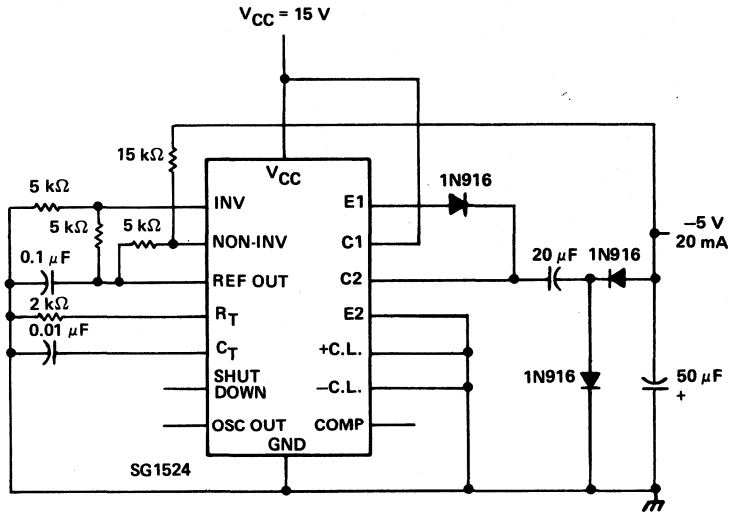 VCC = 15 V
15 kΩ
5 kΩ
5 kΩ
5 kΩ
0.1 μF
2 kΩ
0.01 μF
VCC
INV
NON-INV
REF OUT
RT
CT
SHUT
DOWN
OSC OUT
GND
E1
C1
C2
E2
+C.L.
−C.L.
COMP
SG1524
1N916
20 μF
1N916
1N916
−5 V
20 mA
50 μF
+